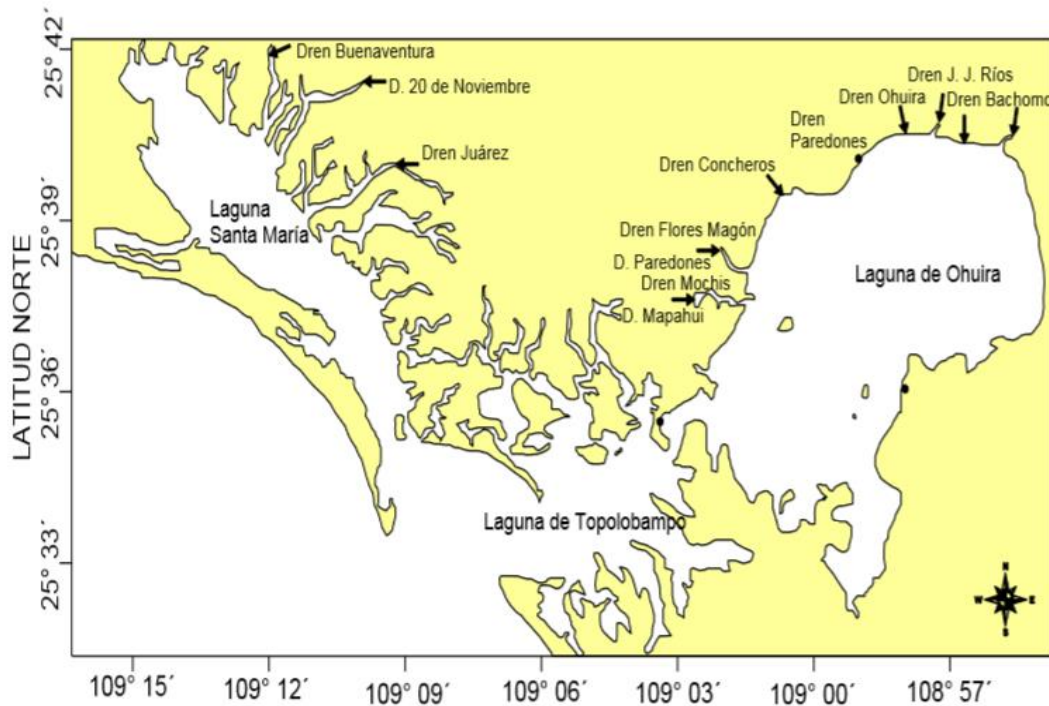 25° 42´
Dren Buenaventura
D. 20 de Noviembre
Dren Juárez
Dren J. J. Ríos
Dren Ohuira
Dren Bachomo
Dren
Paredones
Dren Concheros
25° 39´
Laguna
Santa María
Dren Flores Magón
D. Paredones
Dren Mochis
D. Mapahui
Laguna de Ohuira
LATITUD NORTE
25° 36´
Laguna de Topolobampo
25° 33´
N
W
E
S
109° 15´
109° 12´
109° 09´
109° 06´
109° 03´
109° 00´
108° 57´